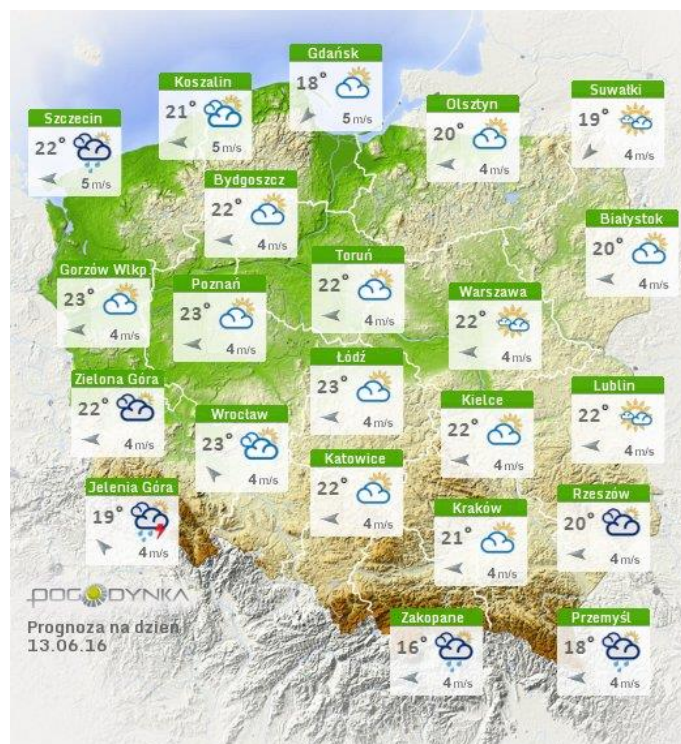 Gdańsk
18°
5 m/s
Koszalin
21°
5 m/s
Suwałki
19°
4 m/s
Olsztyn
20°
4 m/s
Szczecin
22°
5 m/s
Bydgoszcz
22°
4 m/s
Białystok
20°
4 m/s
Toruń
22°
4 m/s
Gorzów Wlkp.
23°
4 m/s
Poznań
23°
4 m/s
Warszawa
22°
4 m/s
Łódź
23°
4 m/s
Zielona Góra
22°
4 m/s
Lublin
22°
4 m/s
Kielce
22°
4 m/s
Wrocław
23°
4 m/s
Katowice
22°
4 m/s
Jelenia Góra
19°
4 m/s
Rzeszów
20°
4 m/s
Kraków
21°
4 m/s
POGODYNKA
Prognoza na dzień
13.06.16
Zakopane
16°
4 m/s
Przemyśl
18°
4 m/s